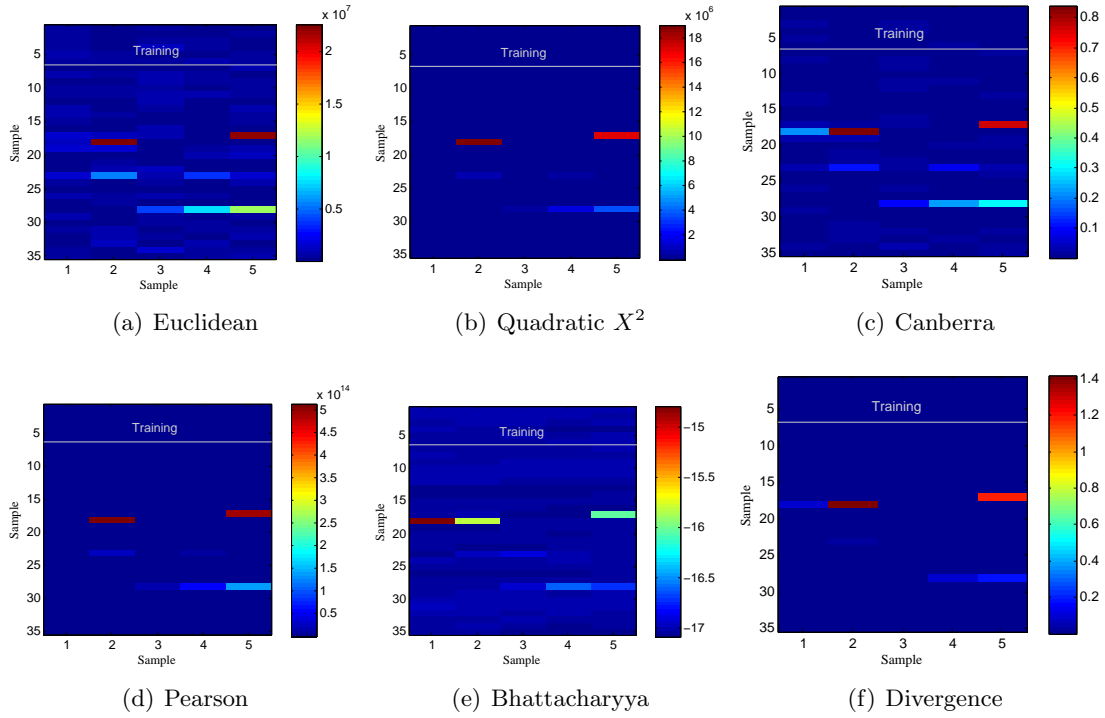 x 10^7
5
10
15
20
25
30
35
Sample
Training
1 2 3 4 5
Sample
2
1.5
1
0.5
(a) Euclidean
x 10^6
5
10
15
20
25
30
35
Sample
Training
1 2 3 4 5
Sample
18
16
14
12
10
8
6
4
2
(b) Quadratic X^2
5
10
15
20
25
30
35
Sample
Training
1 2 3 4 5
Sample
0.8
0.7
0.6
0.5
0.4
0.3
0.2
0.1
(c) Canberra
x 10^14
5
10
15
20
25
30
35
Sample
Training
1 2 3 4 5
Sample
5
4.5
4
3.5
3
2.5
2
1.5
1
0.5
(d) Pearson
5
10
15
20
25
30
35
Sample
Training
1 2 3 4 5
Sample
−15
−15.5
−16
−16.5
−17
(e) Bhattacharyya
5
10
15
20
25
30
35
Sample
Training
1 2 3 4 5
Sample
1.4
1.2
1
0.8
0.6
0.4
0.2
(f) Divergence